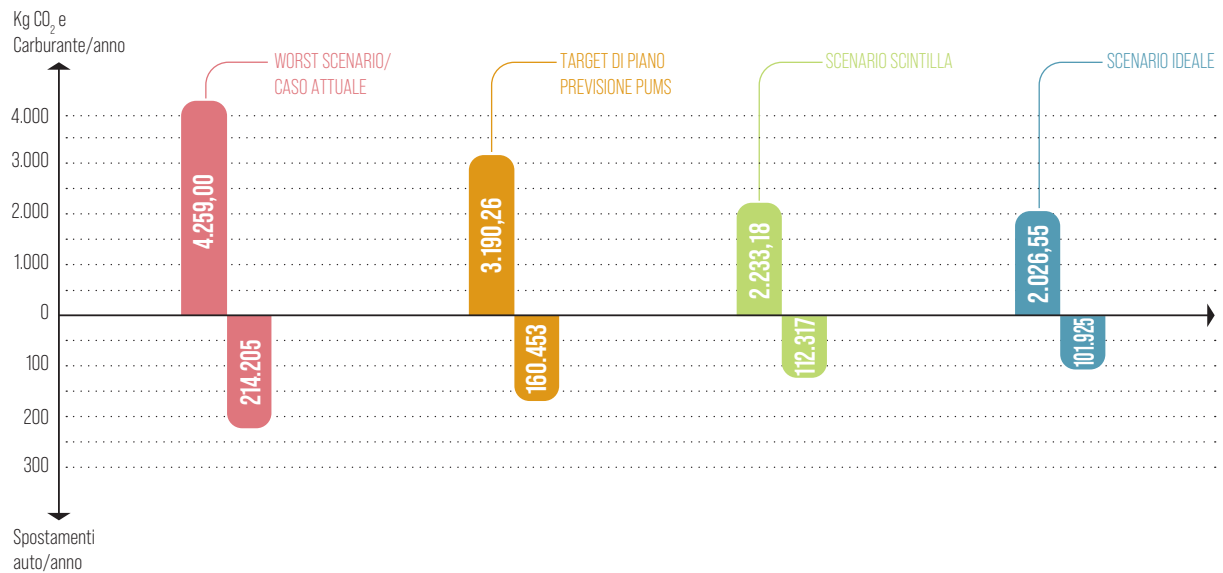 Kg CO₂ e
Carburante/anno
WORST SCENARIO/
CASO ATTUALE
TARGET DI PIANO
PREVISIONE PUMS
SCENARIO SCINTILLA
SCENARIO IDEALE
4.000
3.000
2.000
1.000
0
100
200
300
4.259,00
214.205
3.190,26
160.453
2.233,18
112.317
2.026,55
101.925
Spostamenti
auto/anno